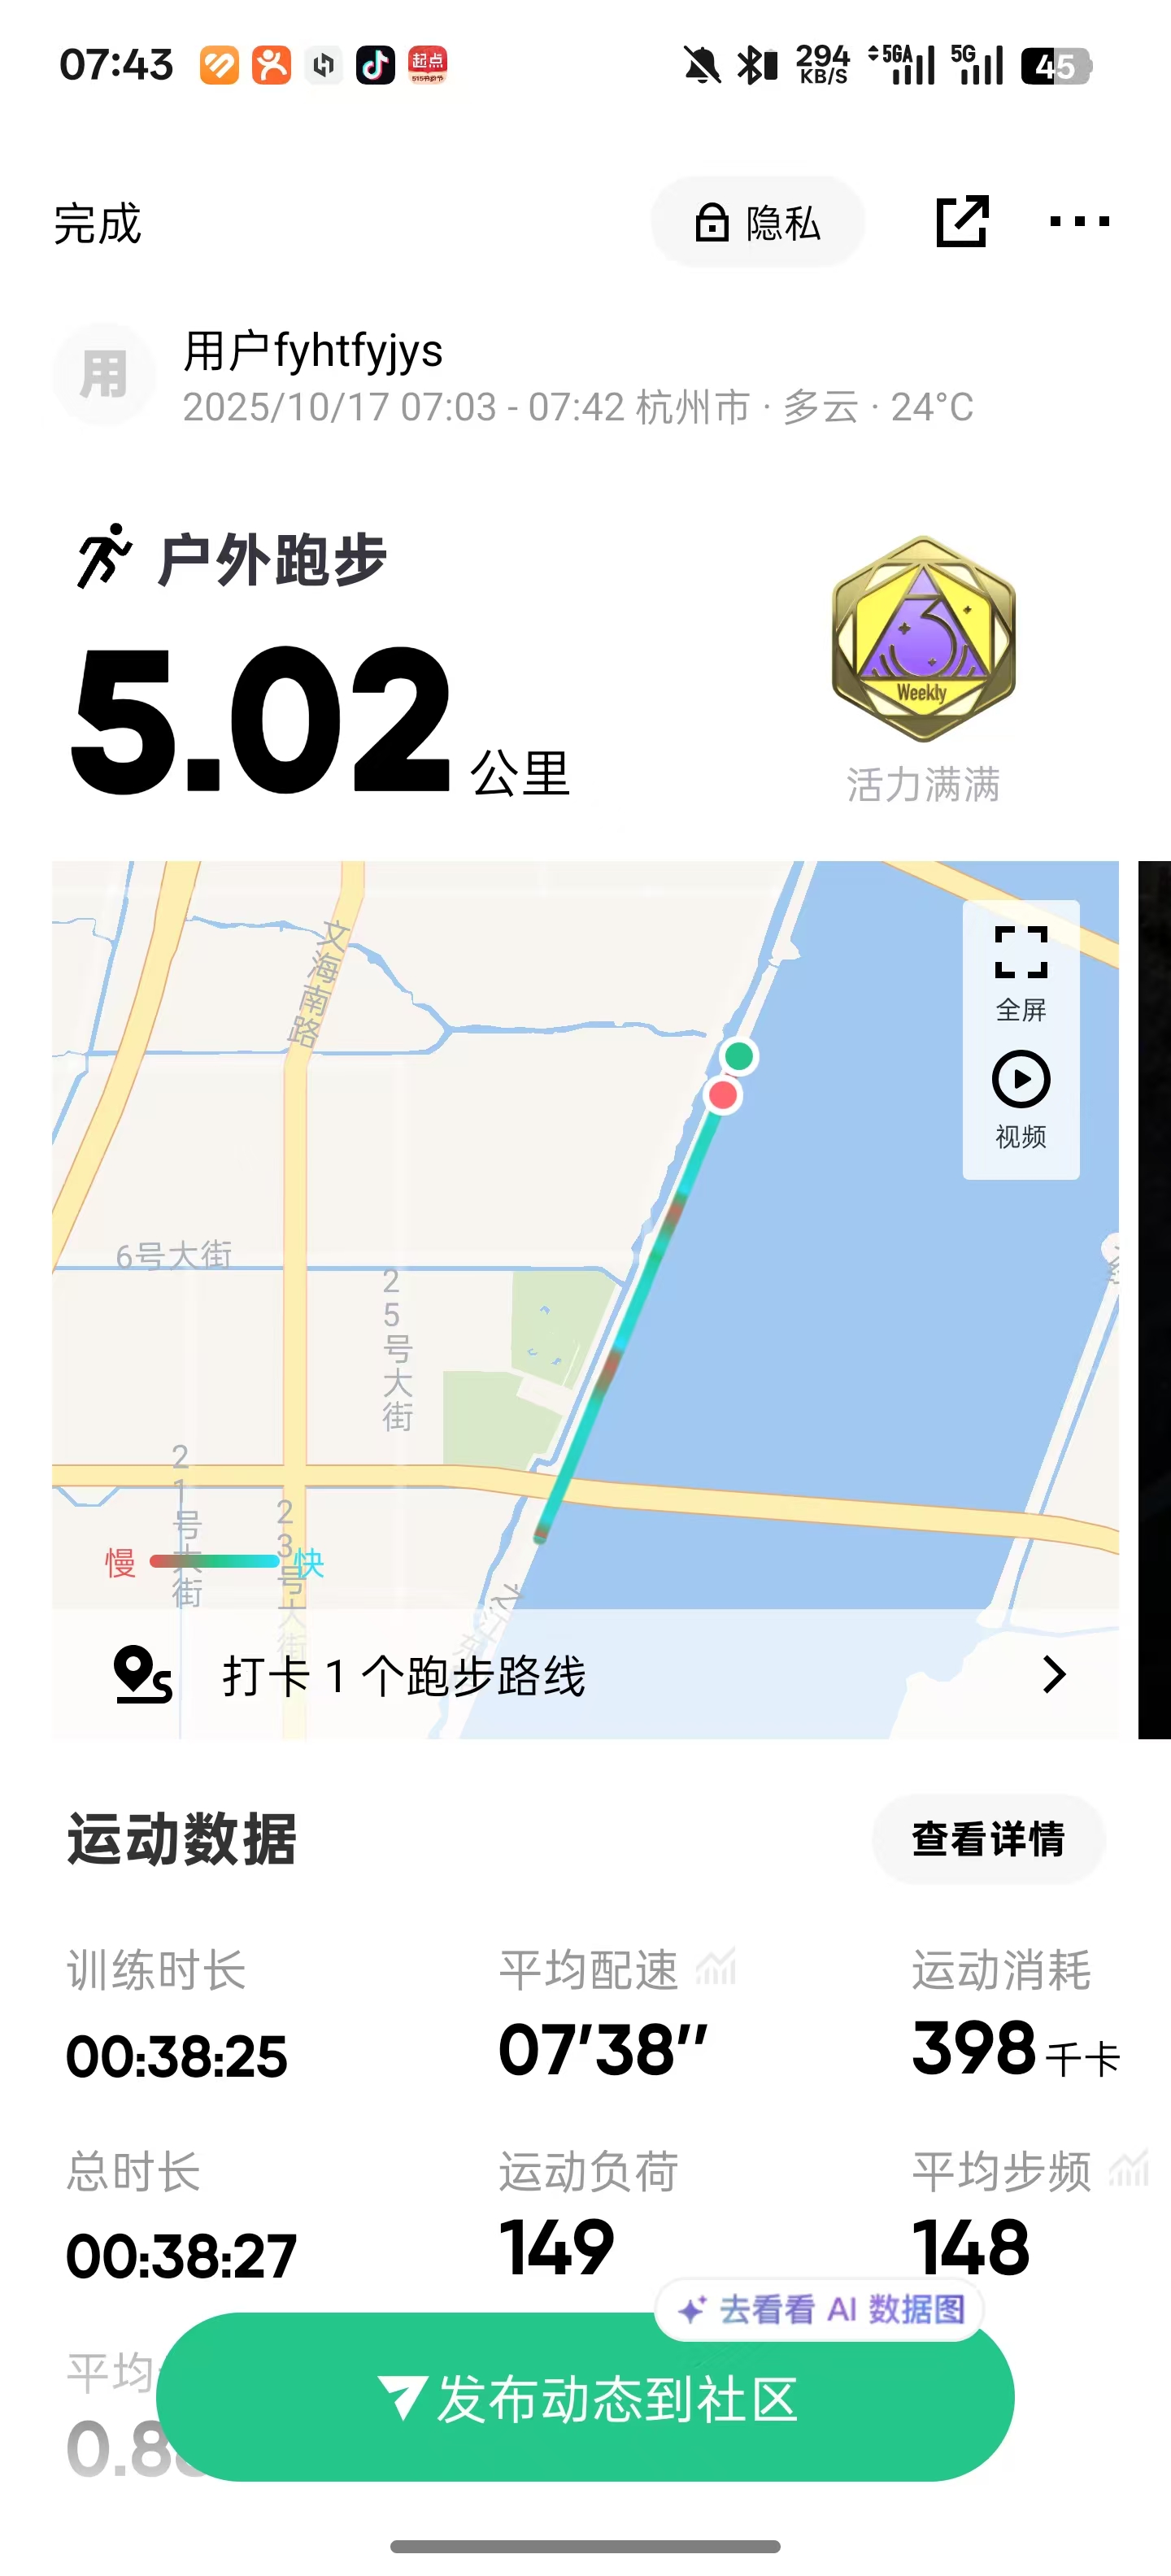 07:43
起点
294
KB/S
5GA
5G
45
完成
隐私
用
用户fyhtfyjys
2025/10/17 07:03 - 07:42 杭州市 · 多云 · 24°C
户外跑步
5.02 公里
3
Weekly
活力满满
文海南路
全屏
视频
6号大街
25号大街
21号大街
23号大街
慢
快
打卡 1 个跑步路线
运动数据
查看详情
训练时长
平均配速
运动消耗
00:38:25
07'38''
398 千卡
总时长
运动负荷
平均步频
00:38:27
149
148
去看看 AI 数据图
平均
发布动态到社区
0.8